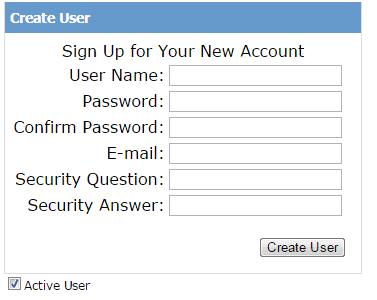 Create User
Sign Up for Your New Account
User Name:
Password:
Confirm Password:
E-mail:
Security Question:
Security Answer:
Create User
Active User